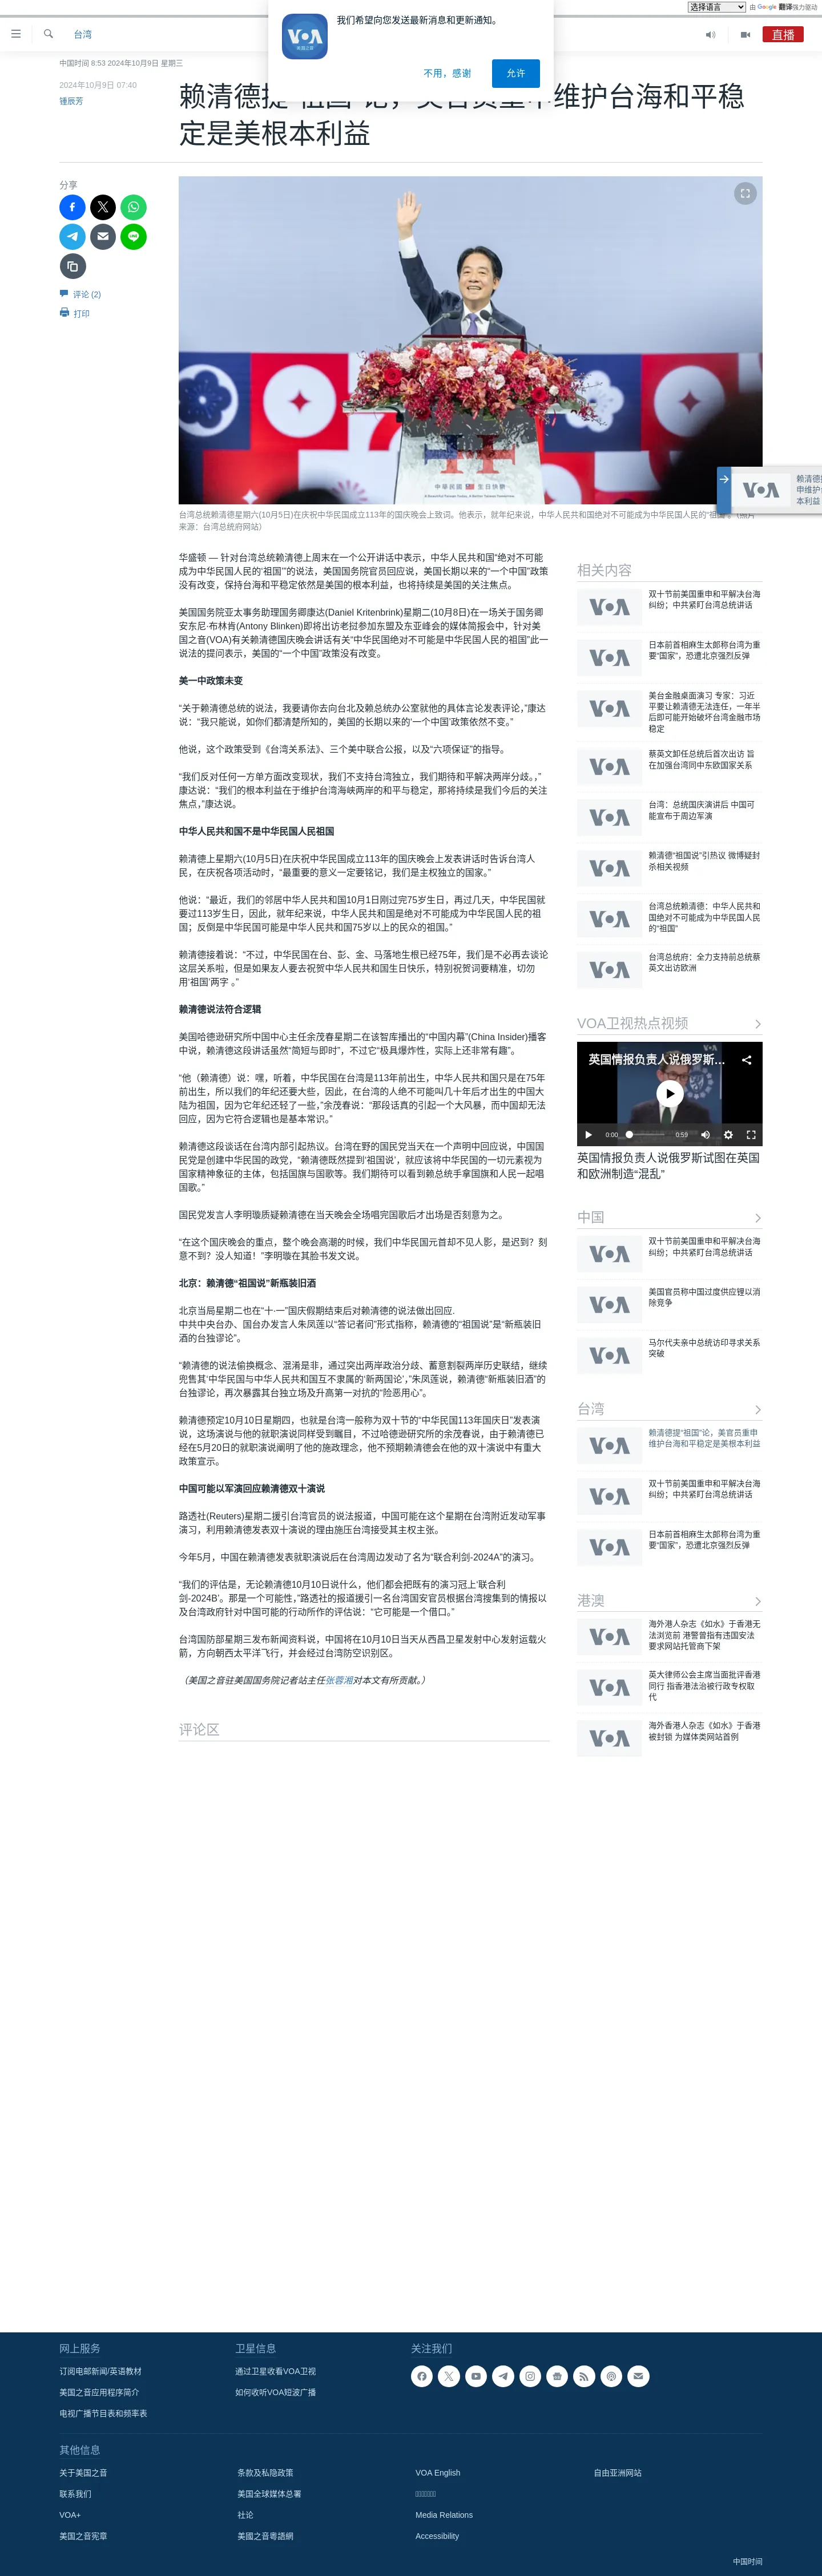 选择语言 由 Google 翻译强力驱动
台湾
直播
我们希望向您发送最新消息和更新通知。
不用，感谢
允许
中国时间 8:53 2024年10月9日 星期三
2024年10月9日 07:40
锺辰芳
定是美根本利益
分享
评论 (2)
打印
台湾总统赖清德星期六(10月5日)在庆祝中华民国成立113年的国庆晚会上致词。他表示，就年纪来说，中华人民共和国绝对不可能成为中华民国人民的“祖国”。（照片
来源：台湾总统府网站）
华盛顿 — 针对台湾总统赖清德上周末在一个公开讲话中表示，中华人民共和国“绝对不可能
成为中华民国人民的‘祖国’”的说法，美国国务院官员回应说，美国长期以来的“一个中国”政策
没有改变，保持台海和平稳定依然是美国的根本利益，也将持续是美国的关注焦点。
美国国务院亚太事务助理国务卿康达(Daniel Kritenbrink)星期二(10月8日)在一场关于国务卿
安东尼·布林肯(Antony Blinken)即将出访老挝参加东盟及东亚峰会的媒体简报会中，针对美
国之音(VOA)有关赖清德国庆晚会讲话有关“中华民国绝对不可能是中华民国人民的祖国”此一
说法的提问表示，美国的“一个中国”政策没有改变。
美一中政策未变
“关于赖清德总统的说法，我要请你去向台北及赖总统办公室就他的具体言论发表评论，”康达
说：“我只能说，如你们都清楚所知的，美国的长期以来的‘一个中国’政策依然不变。”
他说，这个政策受到《台湾关系法》、三个美中联合公报，以及“六项保证”的指导。
“我们反对任何一方单方面改变现状，我们不支持台湾独立，我们期待和平解决两岸分歧。，”
康达说：“我们的根本利益在于维护台湾海峡两岸的和平与稳定，那将持续是我们今后的关注
焦点，”康达说。
中华人民共和国不是中华民国人民祖国
赖清德上星期六(10月5日)在庆祝中华民国成立113年的国庆晚会上发表讲话时告诉台湾人
民，在庆祝各项活动时，“最重要的意义一定要铭记，我们是主权独立的国家。”
他说：“最近，我们的邻居中华人民共和国10月1日刚过完75岁生日，再过几天，中华民国就
要过113岁生日，因此，就年纪来说，中华人民共和国是绝对不可能成为中华民国人民的祖
国；反倒是中华民国可能是中华人民共和国75岁以上的民众的祖国。”
赖清德接着说：“不过，中华民国在台、彭、金、马落地生根已经75年，我们是不必再去谈论
这层关系啦，但是如果友人要去祝贺中华人民共和国生日快乐，特别祝贺词要精准，切勿
用‘祖国’两字 。”
赖清德说法符合逻辑
美国哈德逊研究所中国中心主任余茂春星期二在该智库播出的“中国内幕”(China Insider)播客
中说，赖清德这段讲话虽然“简短与即时”，不过它“极具爆炸性，实际上还非常有趣”。
“他（赖清德）说：嘿，听着，中华民国在台湾是113年前出生，中华人民共和国只是在75年
前出生，所以我们的年纪还要大些，因此，在台湾的人绝不可能叫几十年后才出生的中国大
陆为祖国，因为它年纪还轻了一些，”余茂春说：“那段话真的引起一个大风暴，而中国却无法
回应，因为它符合逻辑也是基本常识。”
赖清德这段谈话在台湾内部引起热议。台湾在野的国民党当天在一个声明中回应说，中国国
民党是创建中华民国的政党，“赖清德既然提到‘祖国说’，就应该将中华民国的一切元素视为
国家精神象征的主体，包括国旗与国歌等。我们期待可以看到赖总统手拿国旗和人民一起唱
国歌。”
国民党发言人李明璇质疑赖清德在当天晚会全场唱完国歌后才出场是否刻意为之。
“在这个国庆晚会的重点，整个晚会高潮的时候，我们中华民国元首却不见人影，是迟到？刻
意不到？没人知道！”李明璇在其脸书发文说。
北京：赖清德“祖国说”新瓶装旧酒
北京当局星期二也在“十·一”国庆假期结束后对赖清德的说法做出回应.
中共中央台办、国台办发言人朱凤莲以“答记者问”形式指称，赖清德的“祖国说”是“新瓶装旧
酒的台独谬论”。
“赖清德的说法偷换概念、混淆是非，通过突出两岸政治分歧、蓄意割裂两岸历史联结，继续
兜售其‘中华民国与中华人民共和国互不隶属的’新两国论’，”朱凤莲说，赖清德“新瓶装旧酒”的
台独谬论，再次暴露其台独立场及升高第一对抗的“险恶用心”。
赖清德预定10月10日星期四，也就是台湾一般称为双十节的“中华民国113年国庆日”发表演
说，这场演说与他的就职演说同样受到瞩目，不过哈德逊研究所的余茂春说，由于赖清德已
经在5月20日的就职演说阐明了他的施政理念，他不预期赖清德会在他的双十演说中有重大
政策宣示。
中国可能以军演回应赖清德双十演说
路透社(Reuters)星期二援引台湾官员的说法报道，中国可能在这个星期在台湾附近发动军事
演习，利用赖清德发表双十演说的理由施压台湾接受其主权主张。
今年5月，中国在赖清德发表就职演说后在台湾周边发动了名为“联合利剑-2024A”的演习。
“我们的评估是，无论赖清德10月10日说什么，他们都会把既有的演习冠上‘联合利
剑-2024B’。那是一个可能性，”路透社的报道援引一名台湾国安官员根据台湾搜集到的情报以
及台湾政府针对中国可能的行动所作的评估说：“它可能是一个借口。”
台湾国防部星期三发布新闻资料说，中国将在10月10日当天从西昌卫星发射中心发射运载火
箭，方向朝西太平洋飞行，并会经过台湾防空识别区。
（美国之音驻美国国务院记者站主任张蓉湘对本文有所贡献。）
评论区
相关内容
双十节前美国重申和平解决台海
纠纷；中共紧盯台湾总统讲话
日本前首相麻生太郎称台湾为重
要“国家”，恐遭北京强烈反弹
美台金融桌面演习 专家：习近
平要让赖清德无法连任，一年半
后即可能开始破坏台湾金融市场
稳定
蔡英文卸任总统后首次出访 旨
在加强台湾同中东欧国家关系
台湾：总统国庆演讲后 中国可
能宣布于周边军演
赖清德“祖国说”引热议 微博疑封
杀相关视频
台湾总统赖清德：中华人民共和
国绝对不可能成为中华民国人民
的“祖国”
台湾总统府：全力支持前总统蔡
英文出访欧洲
VOA卫视热点视频
英国情报负责人说俄罗斯...
0:00
0:59
英国情报负责人说俄罗斯试图在英国
和欧洲制造“混乱”
中国
双十节前美国重申和平解决台海
纠纷；中共紧盯台湾总统讲话
美国官员称中国过度供应锂以消
除竞争
马尔代夫亲中总统访印寻求关系
突破
台湾
赖清德提“祖国”论，美官员重申
维护台海和平稳定是美根本利益
双十节前美国重申和平解决台海
纠纷；中共紧盯台湾总统讲话
日本前首相麻生太郎称台湾为重
要“国家”，恐遭北京强烈反弹
港澳
海外港人杂志《如水》于香港无
法浏览前 港警曾指有违国安法
要求网站托管商下架
英大律师公会主席当面批评香港
同行 指香港法治被行政专权取
代
海外香港人杂志《如水》于香港
被封锁 为媒体类网站首例
网上服务
订阅电邮新闻/英语教材
美国之音应用程序简介
电视广播节目表和频率表
卫星信息
通过卫星收看VOA卫视
如何收听VOA短波广播
关注我们
其他信息
关于美国之音
联系我们
VOA+
美国之音宪章
条款及私隐政策
美国全球媒体总署
社论
美國之音粵語網
VOA English
Media Relations
Accessibility
自由亚洲网站
中国时间